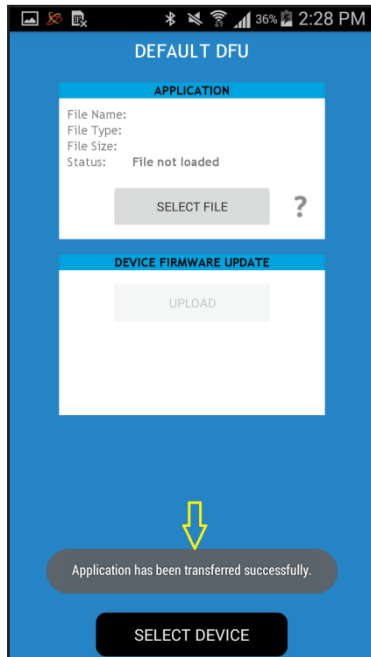 36% 2:28 PM
DEFAULT DFU
APPLICATION
File Name:
File Type:
File Size:
Status: File not loaded
SELECT FILE ?
DEVICE FIRMWARE UPDATE
UPLOAD
Application has been transferred successfully.
SELECT DEVICE